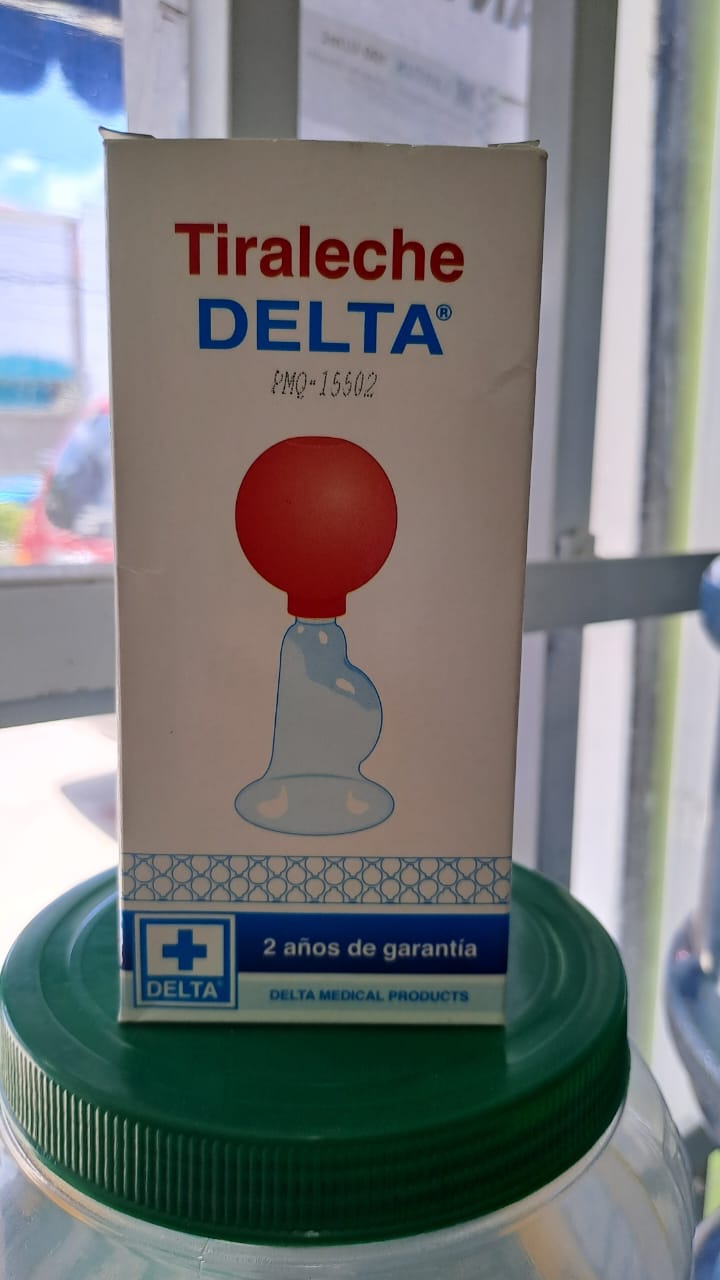 Tiraleche
DELTA®
PMQ-15502
2 años de garantía
DELTA®
DELTA MEDICAL PRODUCTS